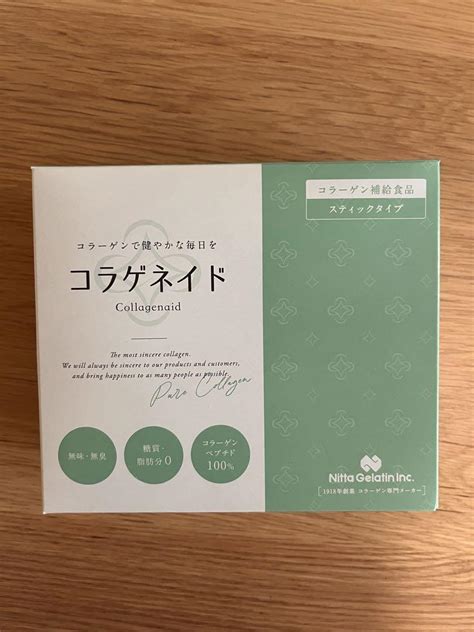 コラーゲン補給食品
スティックタイプ
コラーゲンで健やかな毎日を
コラゲネイド
Collagenaid
The most sincere collagen.
We will always be sincere to our products and customers,
and bring happiness to as many people as possible.
Pure Collagen
無味・無臭
糖質・
脂肪分0
コラーゲン
ペプチド
100%
Nitta Gelatin Inc.
[1918年創業 コラーゲン専門メーカー]